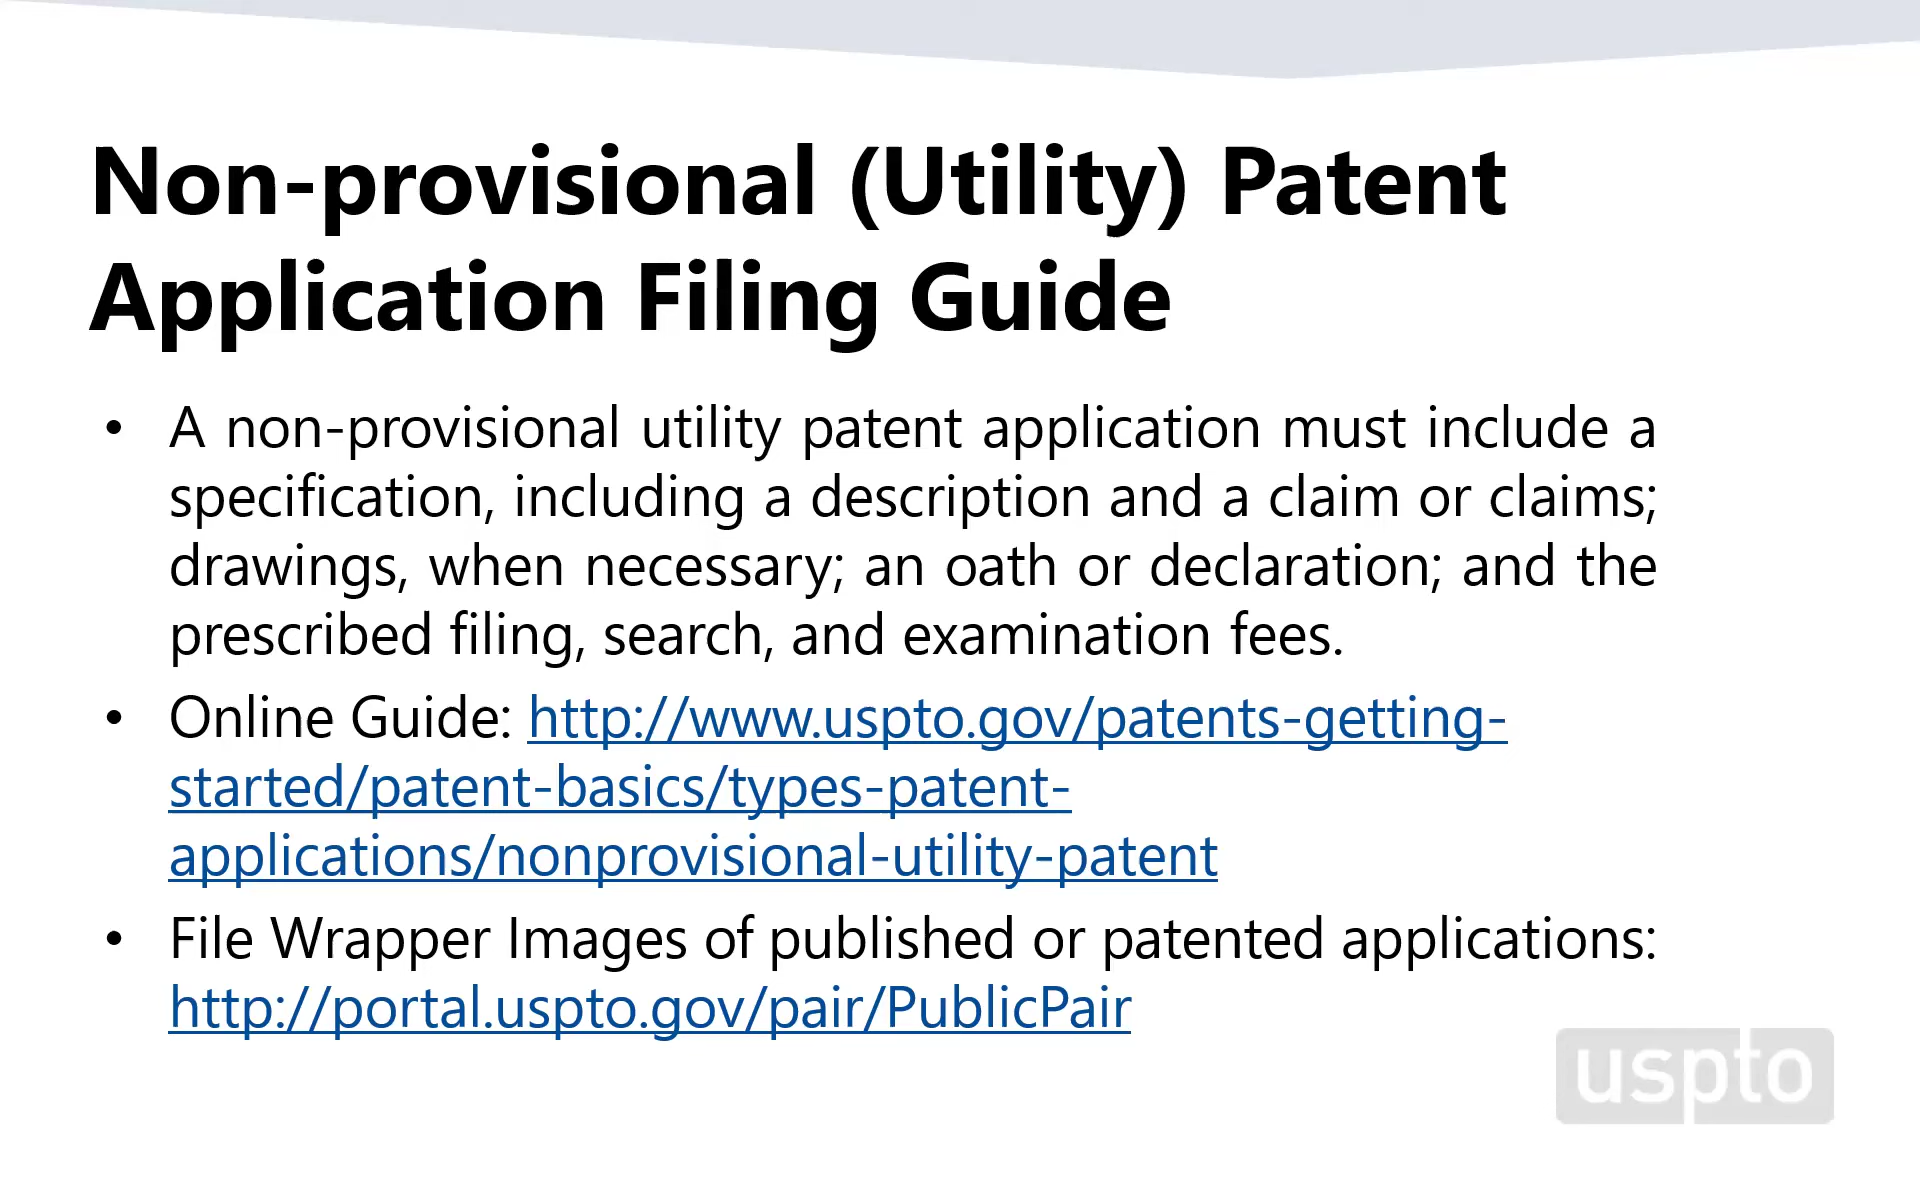 Non-provisional (Utility) Patent
Application Filing Guide
• A non-provisional utility patent application must include a
specification, including a description and a claim or claims;
drawings, when necessary; an oath or declaration; and the
prescribed filing, search, and examination fees.
• Online Guide: http://www.uspto.gov/patents-getting-
started/patent-basics/types-patent-
applications/nonprovisional-utility-patent
• File Wrapper Images of published or patented applications:
http://portal.uspto.gov/pair/PublicPair
uspto